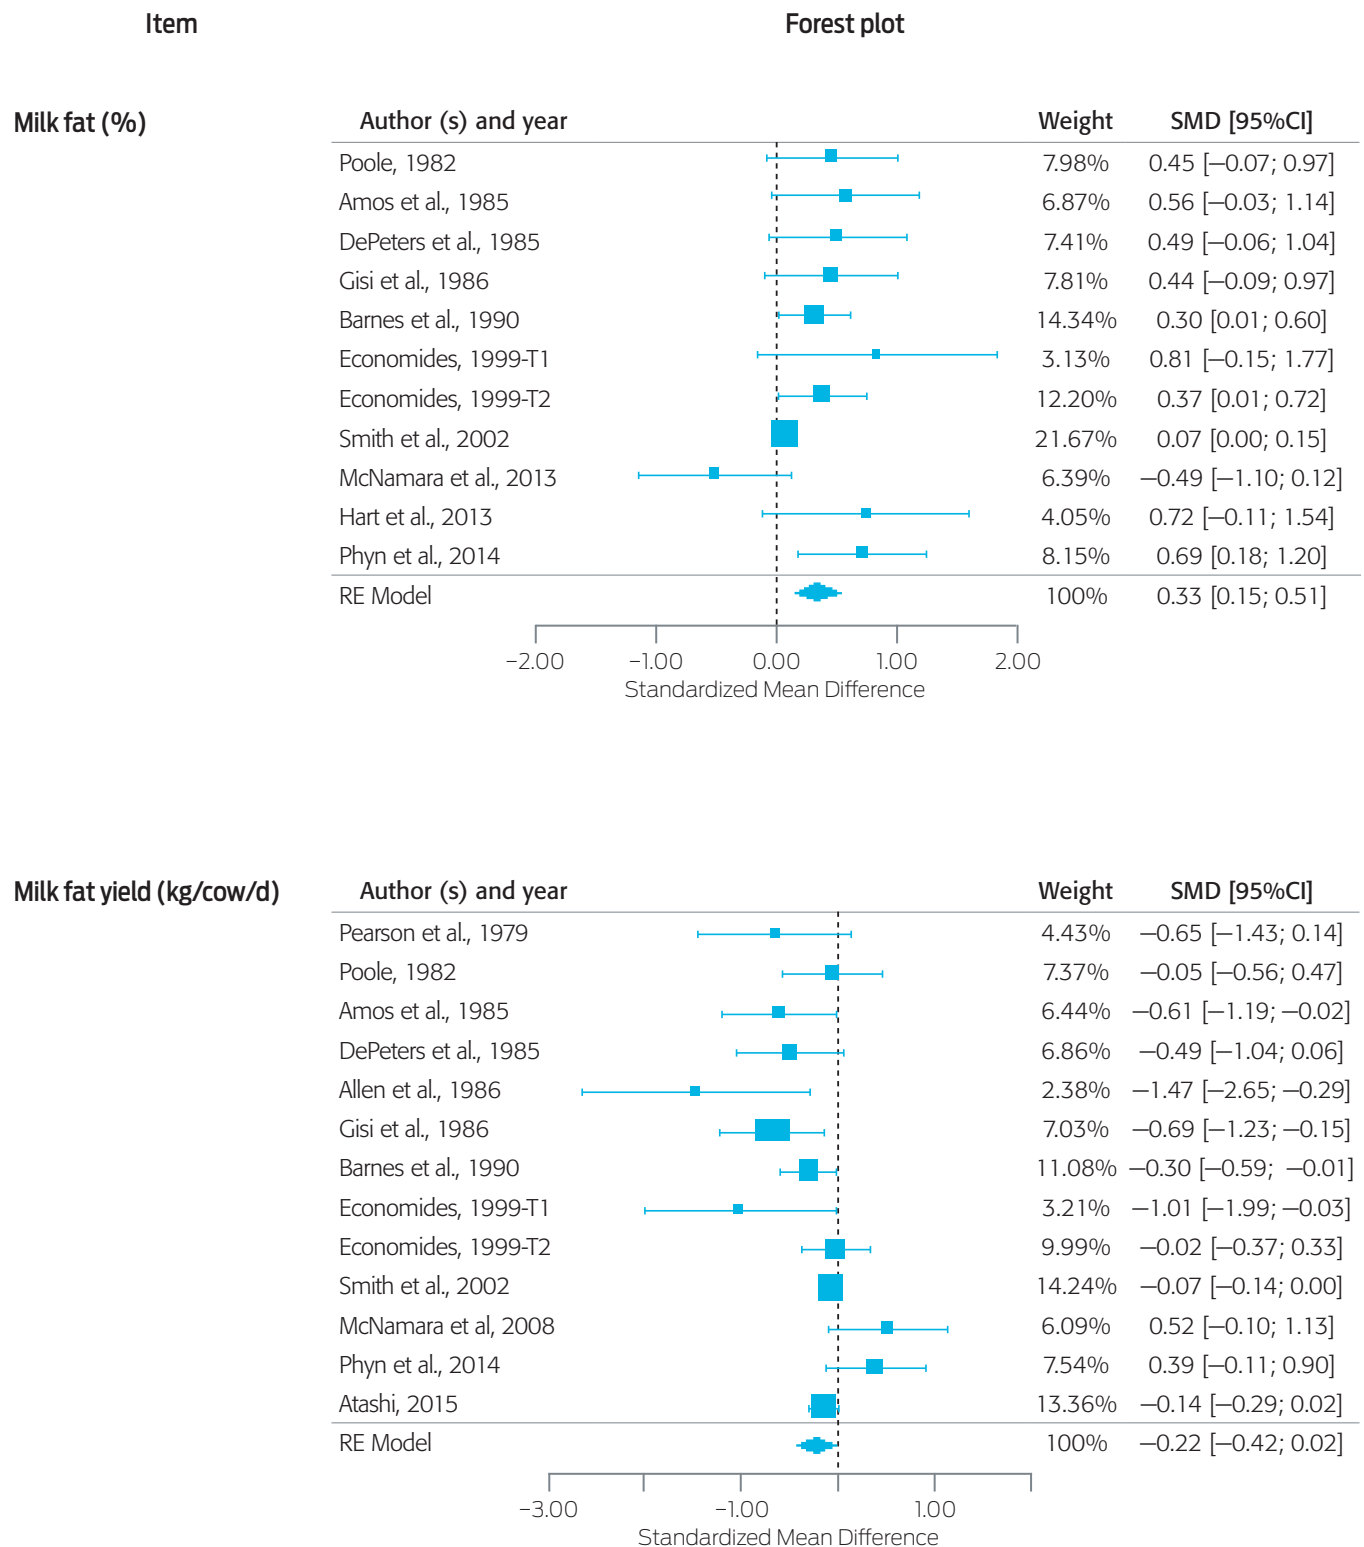 Item Forest plot
Milk fat (%) Author (s) and year Weight SMD [95%CI]
Poole, 1982 7.98% 0.45 [−0.07; 0.97]
Amos et al., 1985 6.87% 0.56 [−0.03; 1.14]
DePeters et al., 1985 7.41% 0.49 [−0.06; 1.04]
Gisi et al., 1986 7.81% 0.44 [−0.09; 0.97]
Barnes et al., 1990 14.34% 0.30 [0.01; 0.60]
Economides, 1999-T1 3.13% 0.81 [−0.15; 1.77]
Economides, 1999-T2 12.20% 0.37 [0.01; 0.72]
Smith et al., 2002 21.67% 0.07 [0.00; 0.15]
McNamara et al., 2013 6.39% −0.49 [−1.10; 0.12]
Hart et al., 2013 4.05% 0.72 [−0.11; 1.54]
Phyn et al., 2014 8.15% 0.69 [0.18; 1.20]
RE Model 100% 0.33 [0.15; 0.51]
−2.00 −1.00 0.00 1.00 2.00
Standardized Mean Difference
Milk fat yield (kg/cow/d) Author (s) and year Weight SMD [95%CI]
Pearson et al., 1979 4.43% −0.65 [−1.43; 0.14]
Poole, 1982 7.37% −0.05 [−0.56; 0.47]
Amos et al., 1985 6.44% −0.61 [−1.19; −0.02]
DePeters et al., 1985 6.86% −0.49 [−1.04; 0.06]
Allen et al., 1986 2.38% −1.47 [−2.65; −0.29]
Gisi et al., 1986 7.03% −0.69 [−1.23; −0.15]
Barnes et al., 1990 11.08% −0.30 [−0.59; −0.01]
Economides, 1999-T1 3.21% −1.01 [−1.99; −0.03]
Economides, 1999-T2 9.99% −0.02 [−0.37; 0.33]
Smith et al., 2002 14.24% −0.07 [−0.14; 0.00]
McNamara et al, 2008 6.09% 0.52 [−0.10; 1.13]
Phyn et al., 2014 7.54% 0.39 [−0.11; 0.90]
Atashi, 2015 13.36% −0.14 [−0.29; 0.02]
RE Model 100% −0.22 [−0.42; 0.02]
−3.00 −1.00 1.00
Standardized Mean Difference